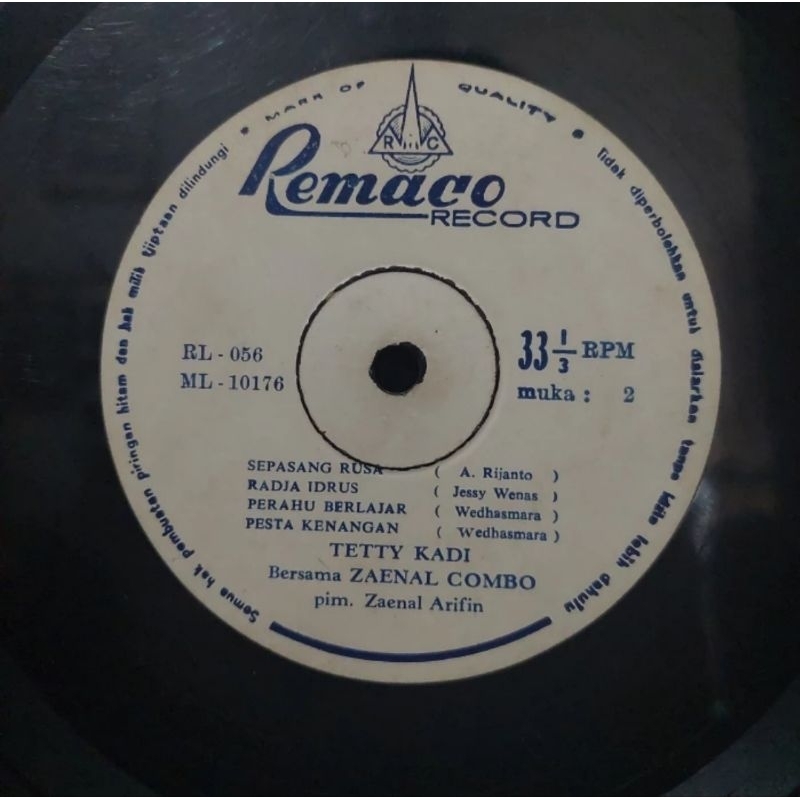 MARK OF QUALITY
R C
Remaco
RECORD
RL - 056
ML - 10176
33 1/3 RPM
muka : 2
SEPASANG RUSA ( A. Rijanto )
RADJA IDRUS ( Jessy Wenas )
PERAHU BERLAJAR ( Wedhasmara )
PESTA KENANGAN ( Wedhasmara )
TETTY KADI
Bersama ZAENAL COMBO
pim. Zaenal Arifin
Semua hak pembuatan piringan hitam dan hak milik tjiptaan dilindungi
Tidak diperbolehkan untuk disiarkan tanpa idzin lebih dahulu